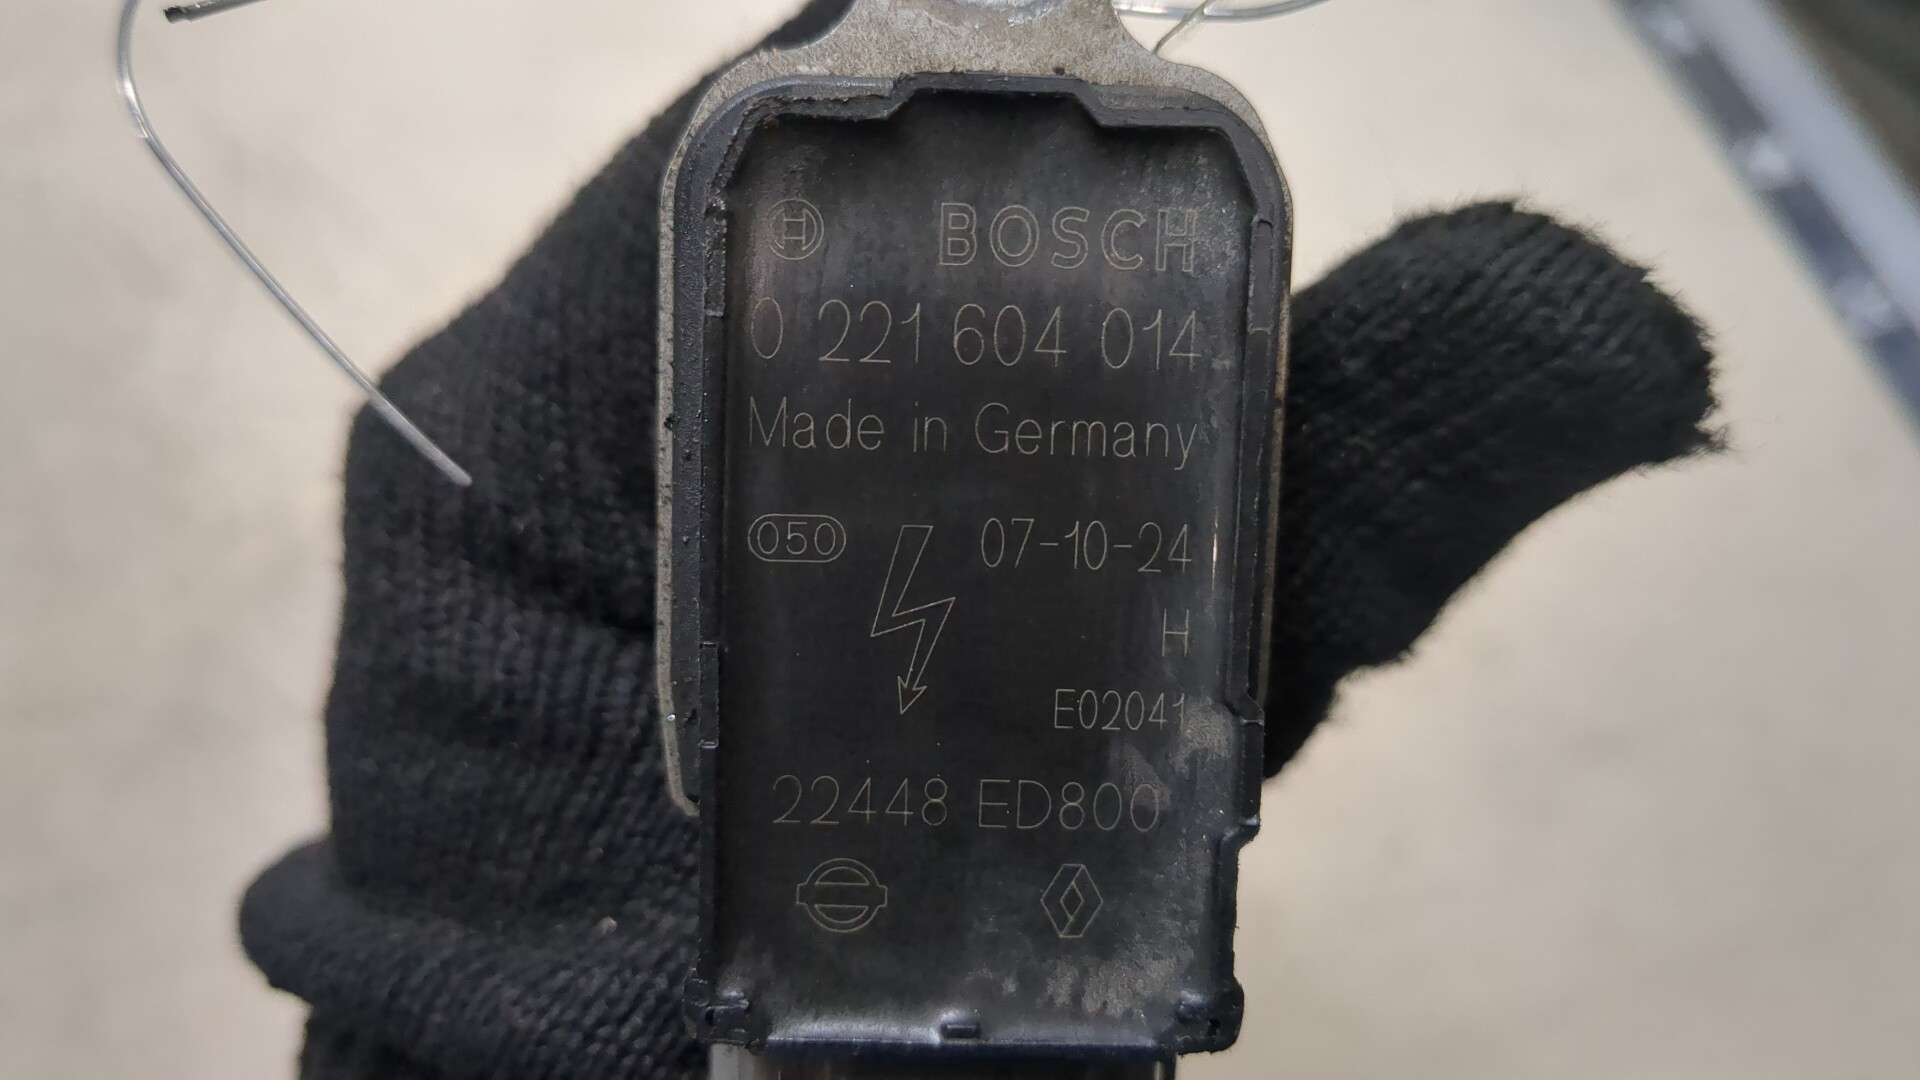 BOSCH
0 221 604 014
Made in Germany
050 07-10-24
H
E02041
22448 ED800